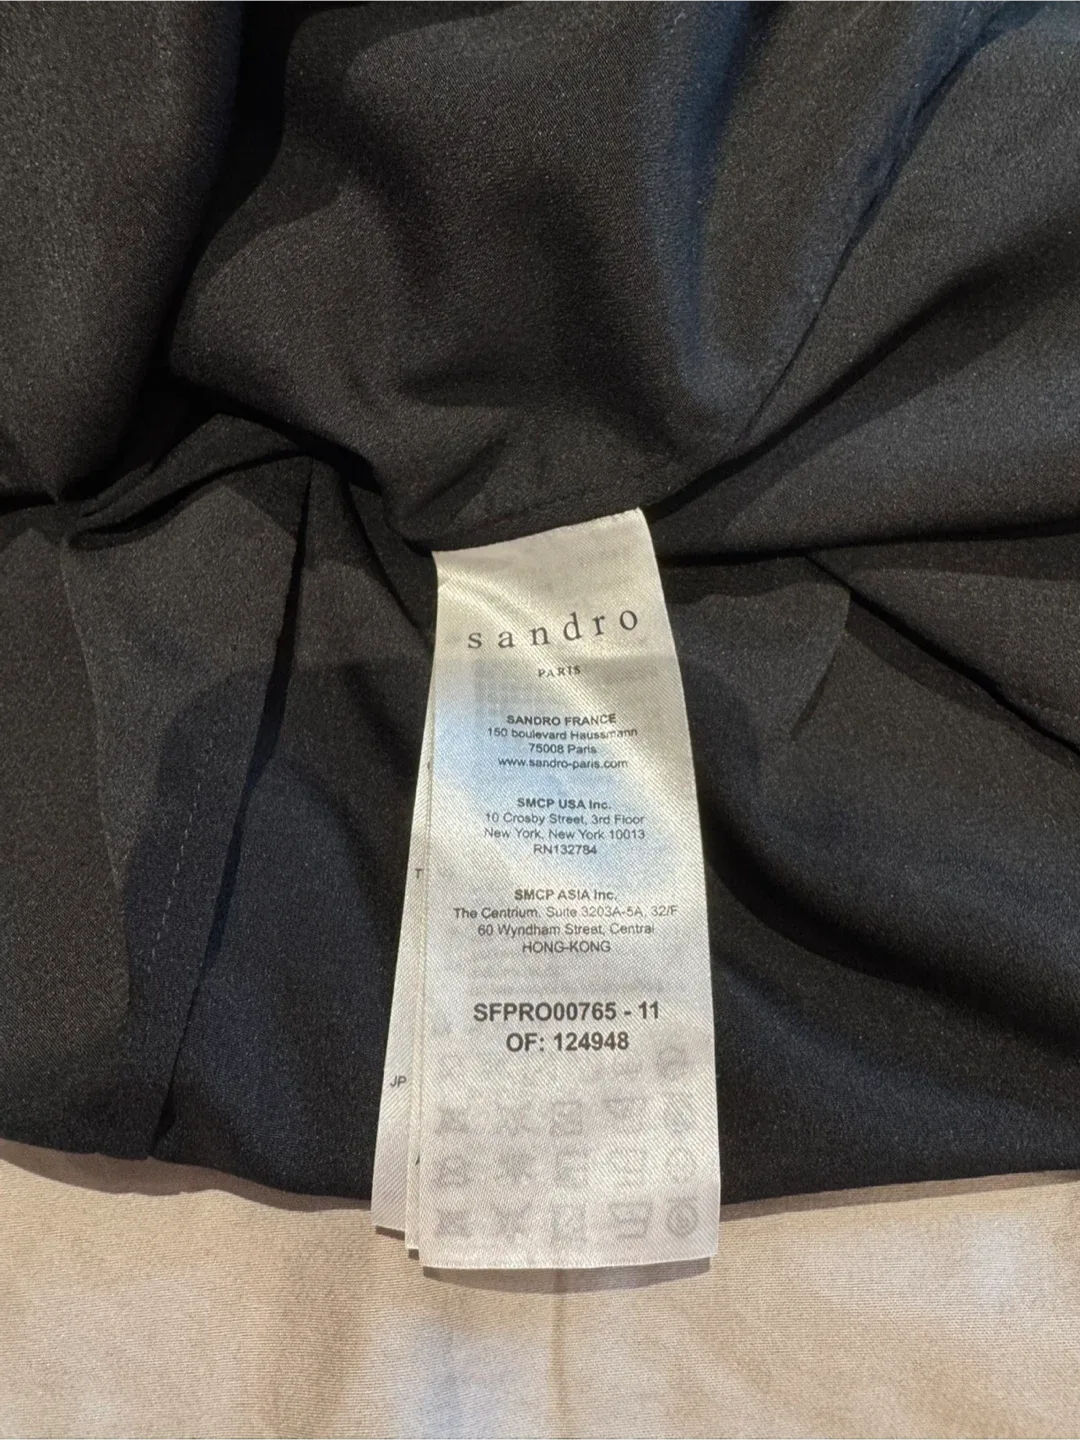 sandro
PARIS
SANDRO FRANCE
150 boulevard Haussmann
75008 Paris
www.sandro-paris.com
SMCP USA Inc.
10 Crosby Street, 3rd Floor
New York, New York 10013
RN132784
SMCP ASIA Inc.
The Centrium, Suite 3203A-5A, 32/F
60 Wyndham Street, Central
HONG-KONG
SFPRO00765 - 11
OF: 124948
JP